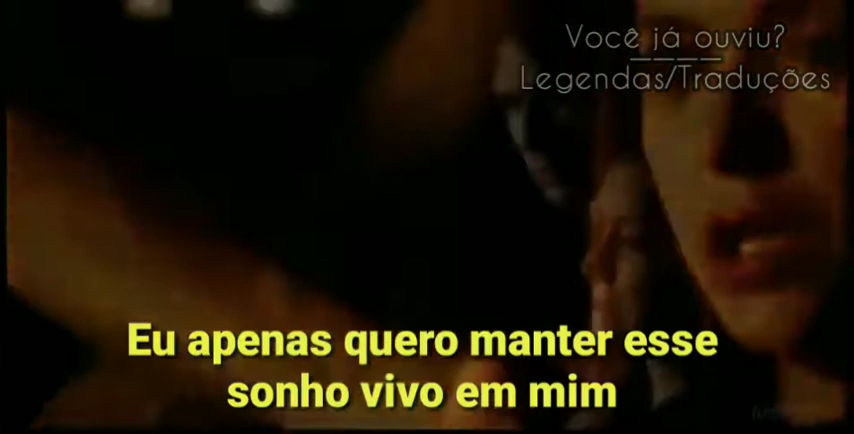 Você já ouviu?
Legendas/Traduções
Eu apenas quero manter esse
sonho vivo em mim